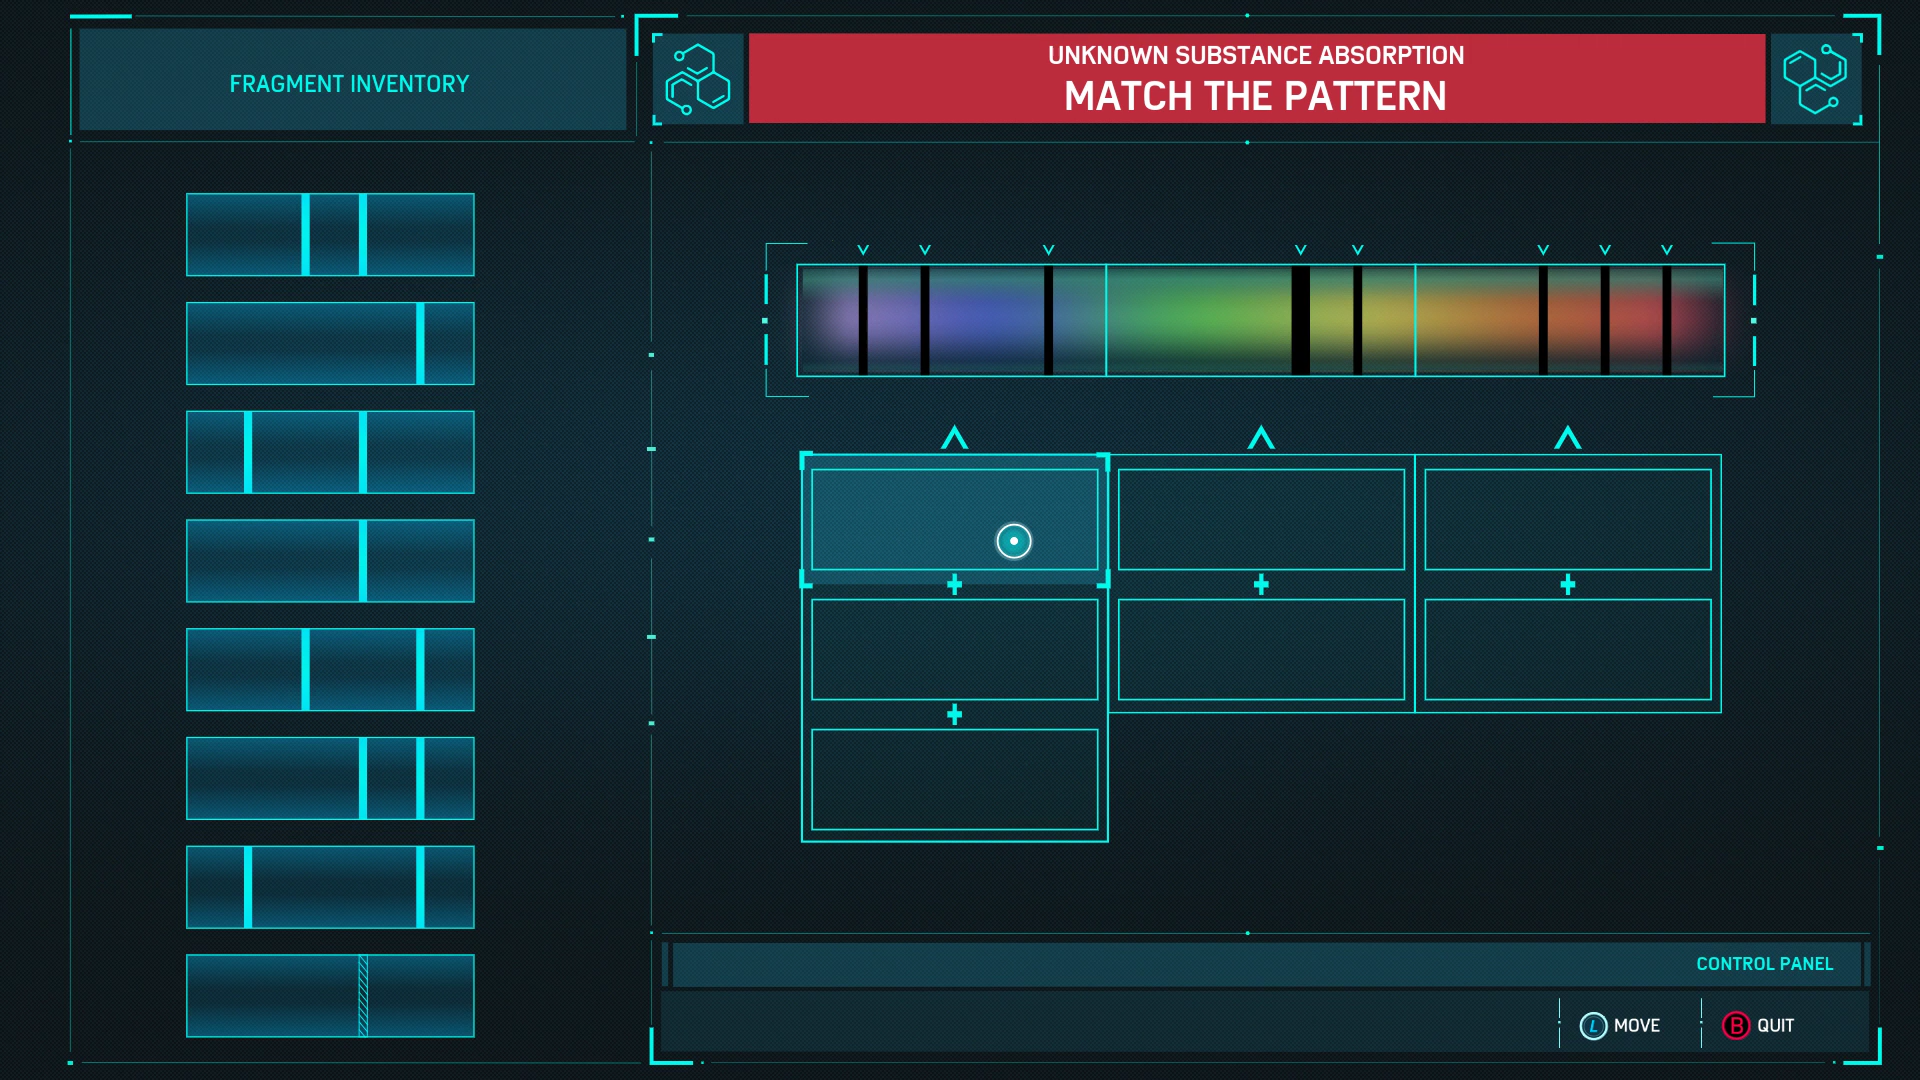 FRAGMENT INVENTORY
UNKNOWN SUBSTANCE ABSORPTION
MATCH THE PATTERN
CONTROL PANEL
L MOVE
B QUIT